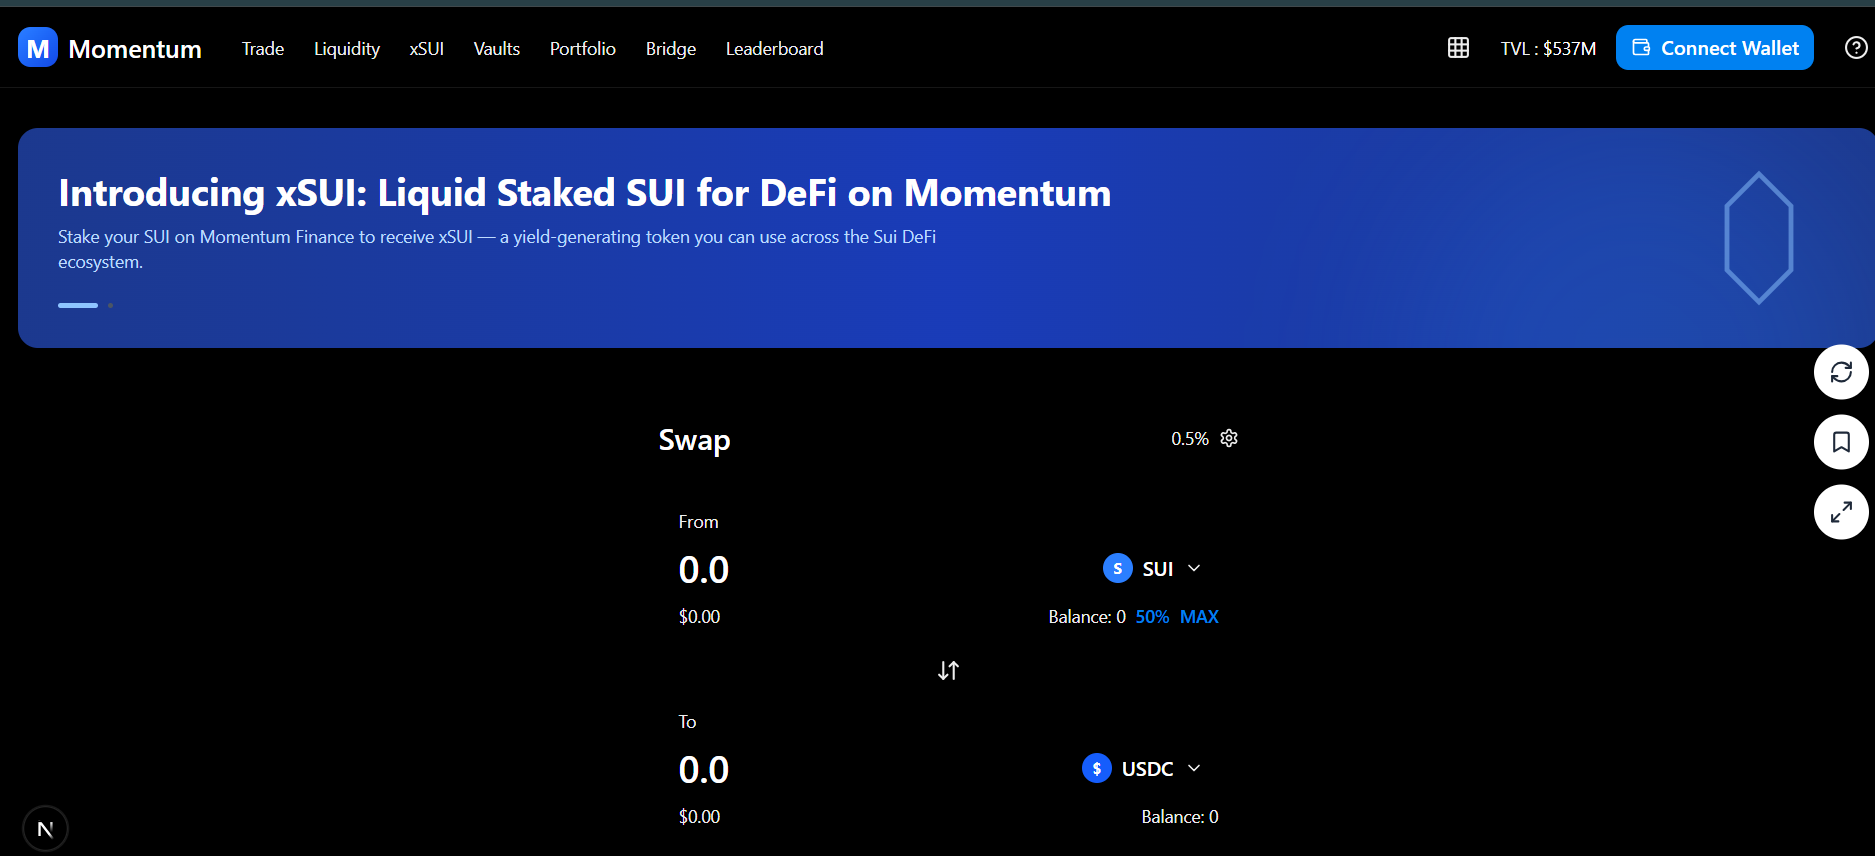 M Momentum Trade Liquidity xSUI Vaults Portfolio Bridge Leaderboard TVL : $537M Connect Wallet ?
Introducing xSUI: Liquid Staked SUI for DeFi on Momentum
Stake your SUI on Momentum Finance to receive xSUI — a yield-generating token you can use across the Sui DeFi
ecosystem.
Swap 0.5%
From
0.0 S SUI
$0.00 Balance: 0 50% MAX
To
0.0 $ USDC
$0.00 Balance: 0
N